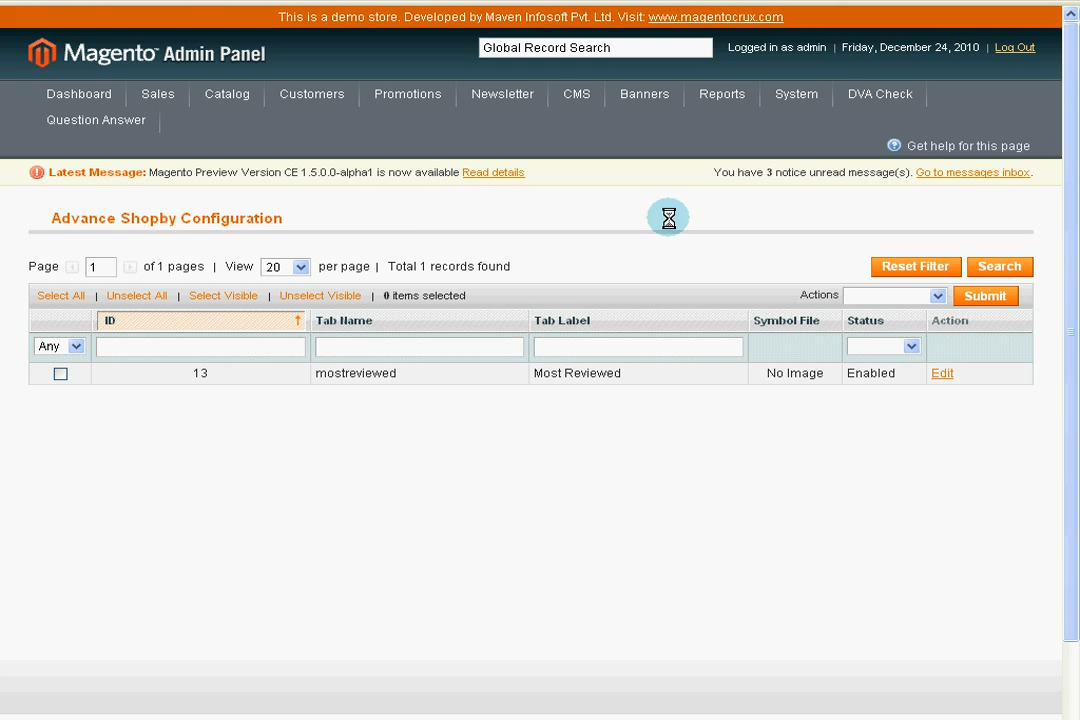 This is a demo store. Developed by Maven Infosoft Pvt. Ltd. Visit: www.magentocrux.com
Magento Admin Panel
Global Record Search
Logged in as admin | Friday, December 24, 2010 | Log Out
Dashboard Sales Catalog Customers Promotions Newsletter CMS Banners Reports System DVA Check
Question Answer
Get help for this page
Latest Message: Magento Preview Version CE 1.5.0.0-alpha1 is now available Read details You have 3 notice unread message(s). Go to messages inbox.
Advance Shopby Configuration
Page 1 of 1 pages | View 20 per page | Total 1 records found Reset Filter Search
Select All | Unselect All | Select Visible | Unselect Visible | 0 items selected Actions Submit
ID Tab Name Tab Label Symbol File Status Action
Any
13 mostreviewed Most Reviewed No Image Enabled Edit